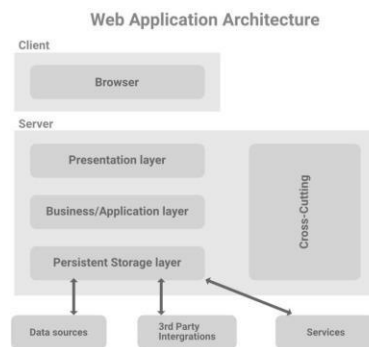 Web Application Architecture
Client
Browser
Server
Presentation layer
Business/Application layer
Persistent Storage layer
Cross-Cutting
Data sources
3rd Party
Intergrations
Services